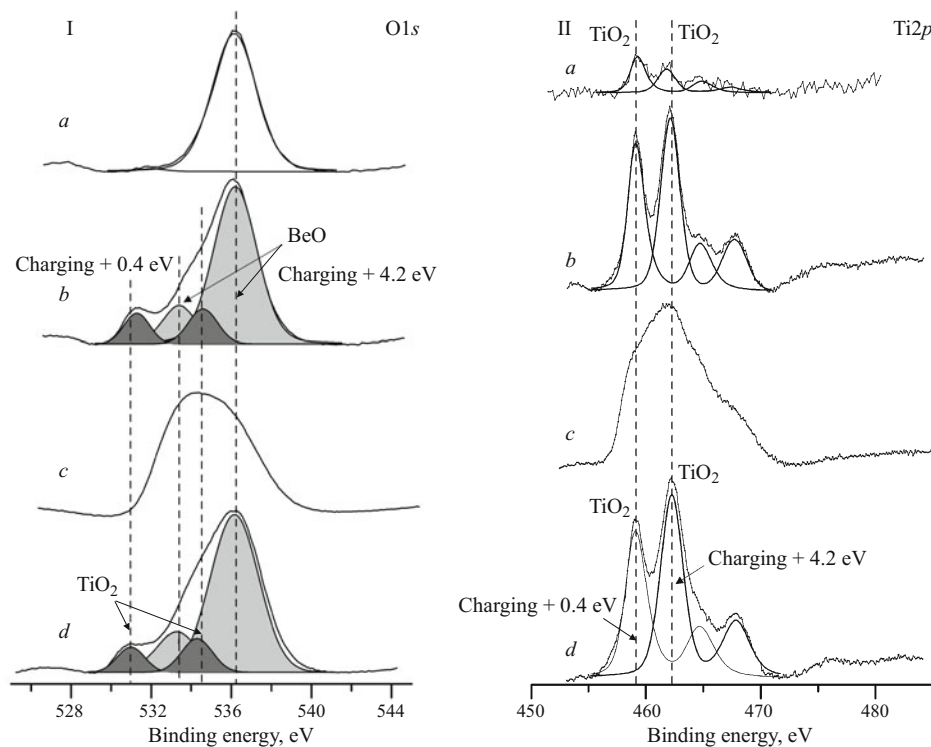 I
O1s
a
BeO
Charging + 0.4 eV
Charging + 4.2 eV
b
c
TiO2
d
528 532 536 540 544
Binding energy, eV
II
Ti2p
TiO2 TiO2
a
b
c
TiO2
TiO2
Charging + 4.2 eV
Charging + 0.4 eV
d
450 460 470 480
Binding energy, eV